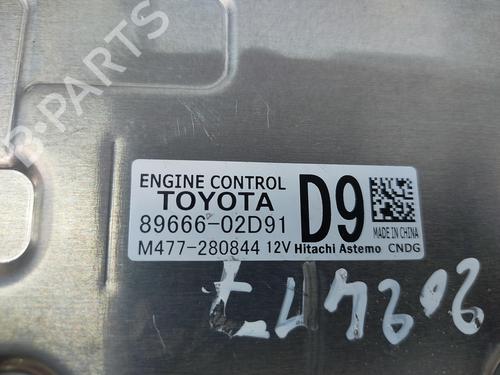 B-PARTS
ENGINE CONTROL
TOYOTA
89666-02D91
D9
MADE IN CHINA
M477-280844 12V Hitachi Astemo CNDG